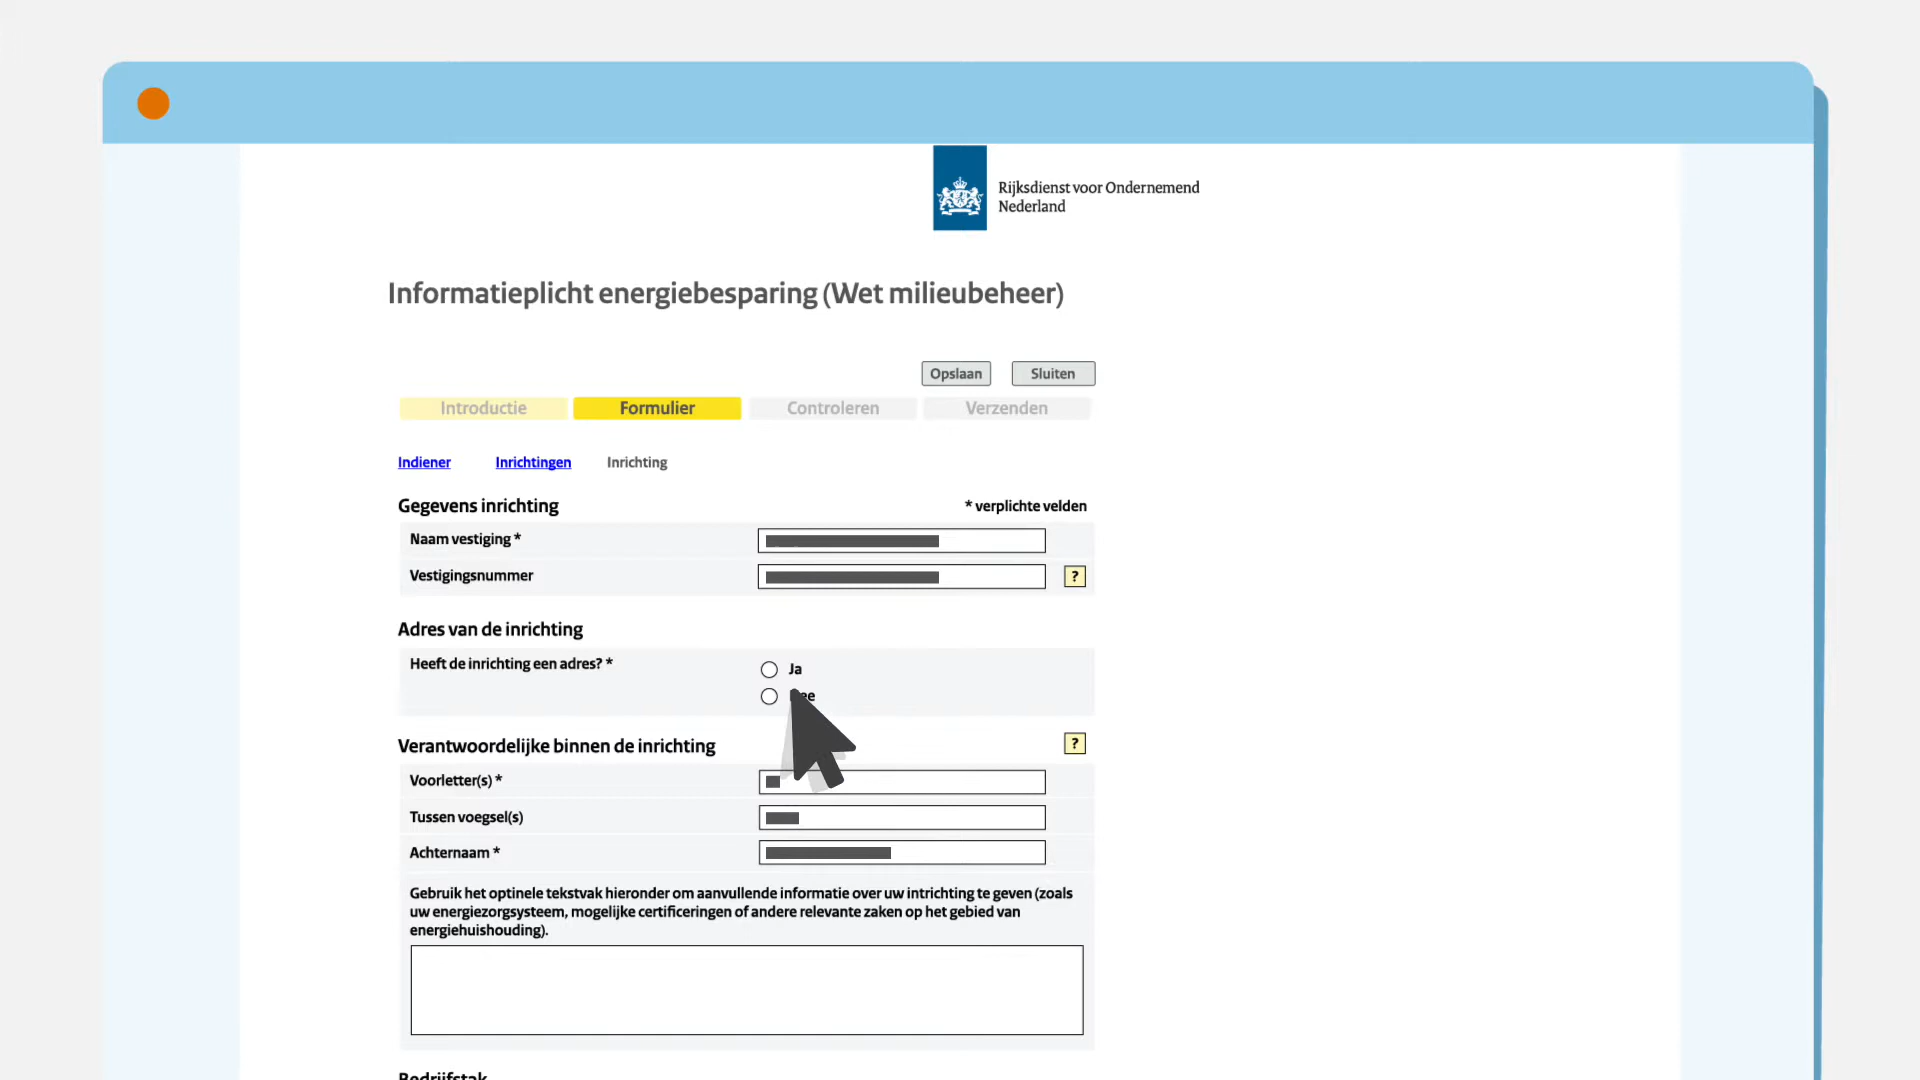 Rijksdienst voor Ondernemend
Nederland
Informatieplicht energiebesparing (Wet milieubeheer)
Opslaan Sluiten
Introductie Formulier Controleren Verzenden
Indiener Inrichtingen Inrichting
Gegevens inrichting * verplichte velden
Naam vestiging *
Vestigingsnummer ?
Adres van de inrichting
Heeft de inrichting een adres? * Ja
Verantwoordelijke binnen de inrichting ?
Voorletter(s) *
Tussen voegsel(s)
Achternaam *
Gebruik het optinele tekstvak hieronder om aanvullende informatie over uw intrichting te geven (zoals
uw energiezorgsysteem, mogelijke certificeringen of andere relevante zaken op het gebied van
energiehuishouding).
Bedrijfstak